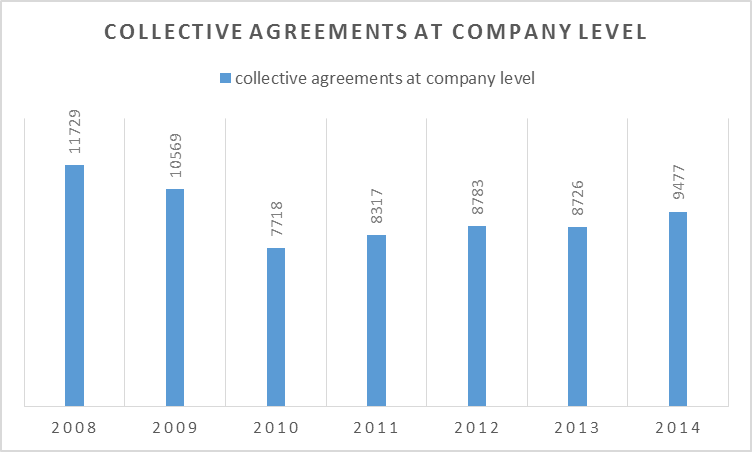 COLLECTIVE AGREEMENTS AT COMPANY LEVEL
collective agreements at company level
11729
10569
7718
8317
8783
8726
9477
2008 2009 2010 2011 2012 2013 2014